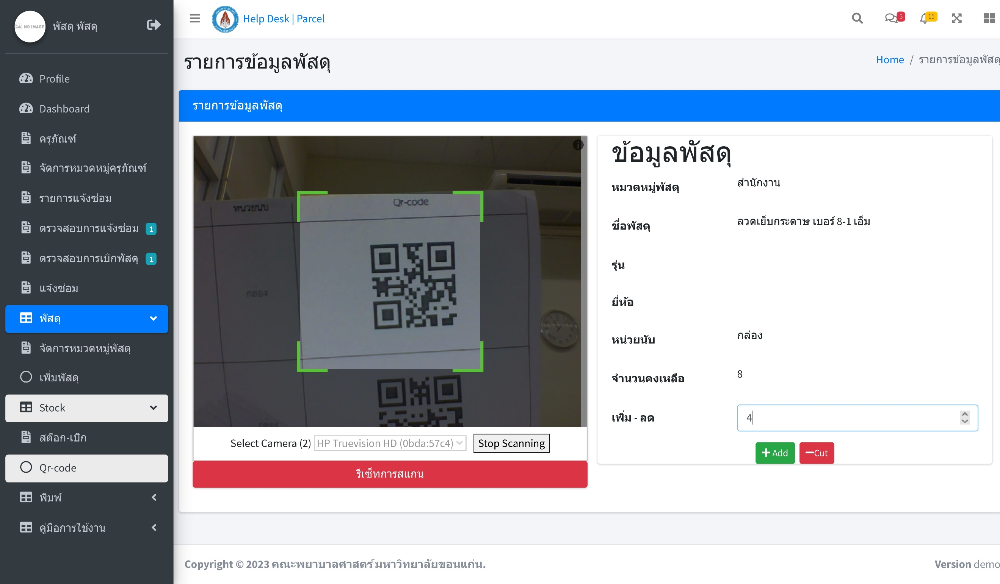 NO IMAGE
พัสดุ พัสดุ
Profile
Dashboard
ครุภัณฑ์
จัดการหมวดหมู่ครุภัณฑ์
รายการแจ้งซ่อม
ตรวจสอบการแจ้งซ่อม 1
ตรวจสอบการเบิกพัสดุ 1
แจ้งซ่อม
พัสดุ
จัดการหมวดหมู่พัสดุ
เพิ่มพัสดุ
Stock
สต๊อก-เบิก
Qr-code
พิมพ์
คู่มือการใช้งาน
Help Desk | Parcel
3
15
รายการข้อมูลพัสดุ
Home / รายการข้อมูลพัสดุ
รายการข้อมูลพัสดุ
หน่วยนับ
Qr-code
กล่อง
กล่อง
Select Camera (2) HP Truevision HD (0bda:57c4) Stop Scanning
รีเซ็ทการสแกน
ข้อมูลพัสดุ
หมวดหมู่พัสดุ สำนักงาน
ชื่อพัสดุ ลวดเย็บกระดาษ เบอร์ 8-1 เอ็ม
รุ่น
ยี่ห้อ
หน่วยนับ กล่อง
จำนวนคงเหลือ 8
เพิ่ม - ลด 4
Add Cut
Copyright © 2023 คณะพยาบาลศาสตร์ มหาวิทยาลัยขอนแก่น.
Version demo